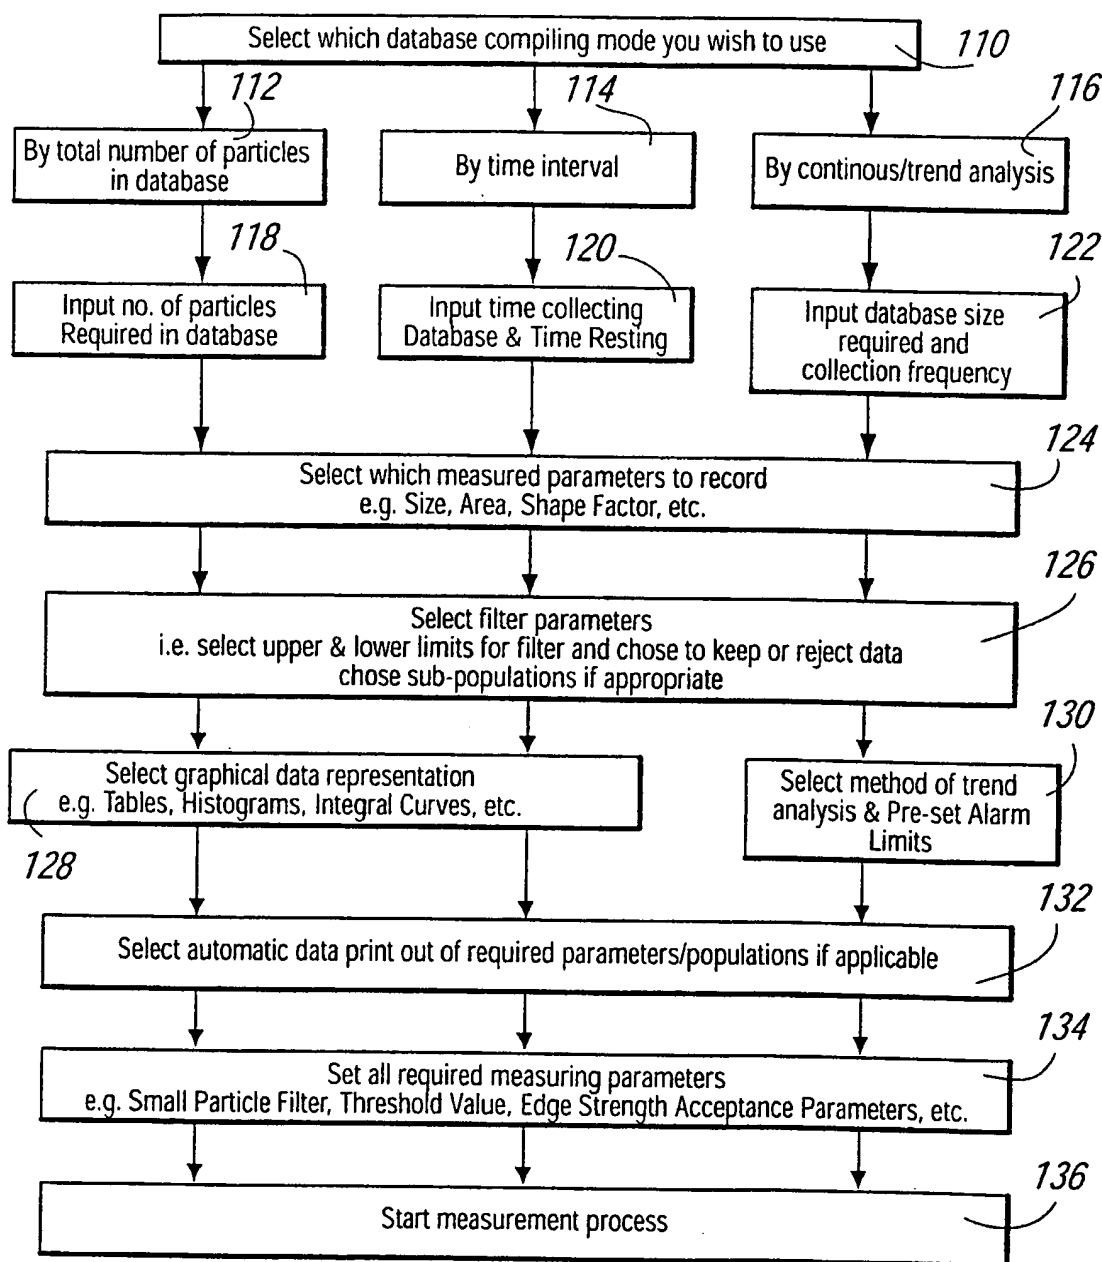 Select which database compiling mode you wish to use
110
112
114
116
By total number of particles
in database
By time interval
By continous/trend analysis
118
120
122
Input no. of particles
Required in database
Input time collecting
Database & Time Resting
Input database size
required and
collection frequency
124
Select which measured parameters to record
e.g. Size, Area, Shape Factor, etc.
126
Select filter parameters
i.e. select upper & lower limits for filter and chose to keep or reject data
chose sub-populations if appropriate
130
Select graphical data representation
e.g. Tables, Histograms, Integral Curves, etc.
128
Select method of trend
analysis & Pre-set Alarm
Limits
132
Select automatic data print out of required parameters/populations if applicable
134
Set all required measuring parameters
e.g. Small Particle Filter, Threshold Value, Edge Strength Acceptance Parameters, etc.
136
Start measurement process